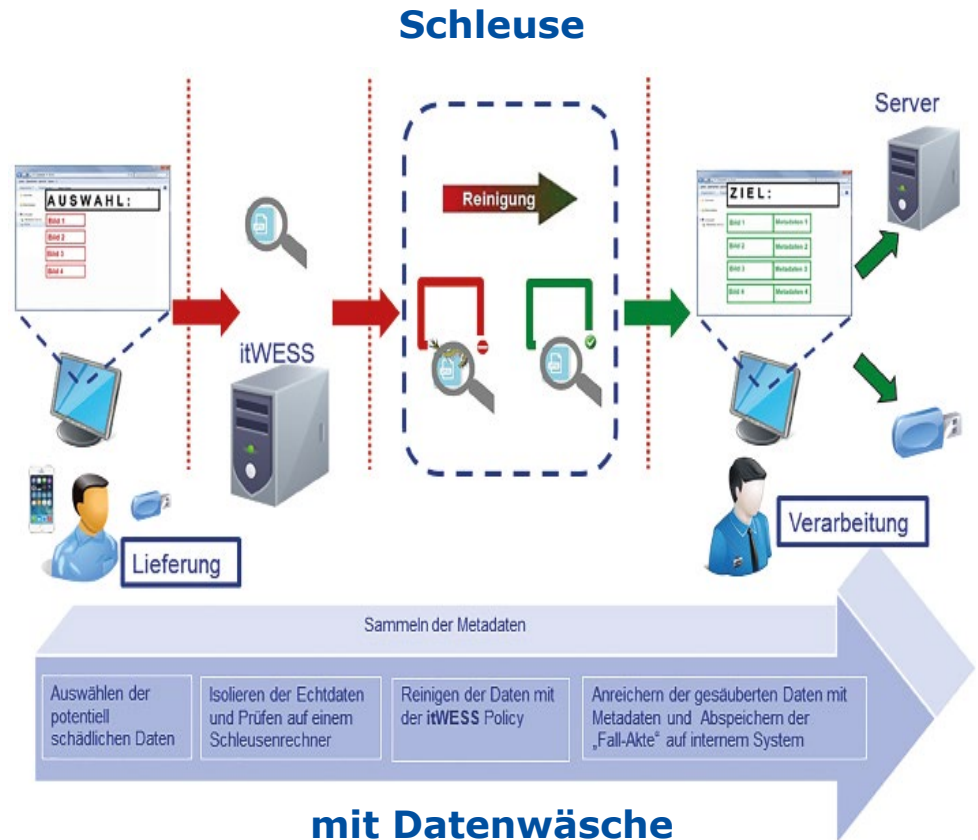 Schleuse
Server
AUSWAHL:
Bild 1
Bild 2
Bild 3
Bild 4
itWESS
Reinigung
ZIEL:
Bild 1 Metadaten 1
Bild 2 Metadaten 2
Bild 3 Metadaten 3
Bild 4 Metadaten 4
Lieferung
Verarbeitung
Sammeln der Metadaten
Auswählen der
potentiell
schädlichen Daten
Isolieren der Echtdaten
und Prüfen auf einem
Schleusenrechner
Reinigen der Daten mit
der itWESS Policy
Anreichern der gesäuberten Daten mit
Metadaten und Abspeichern der
„Fall-Akte“ auf internem System
mit Datenwäsche